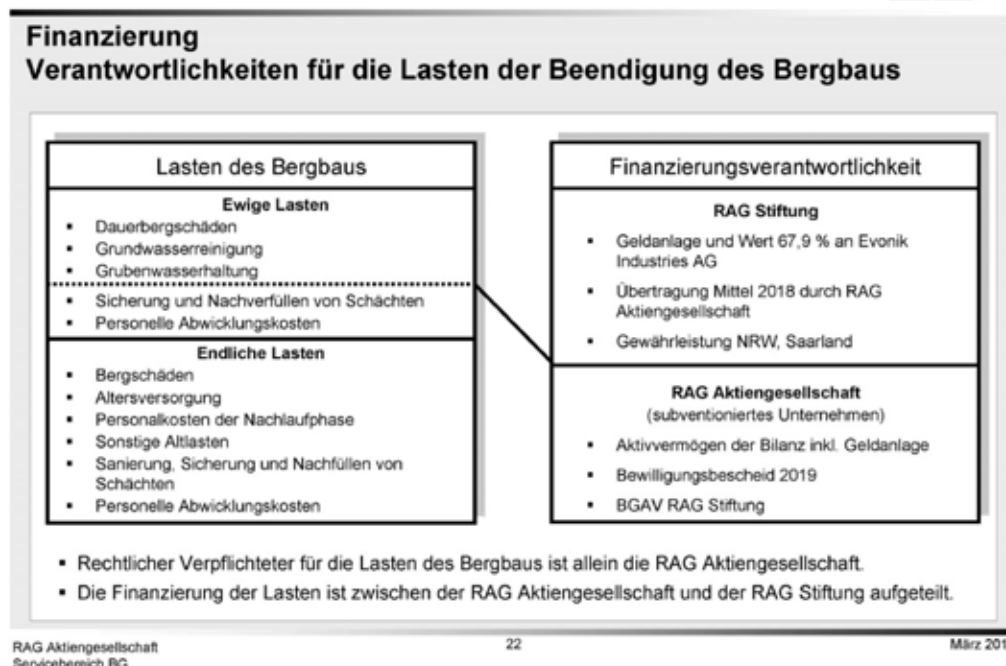 Finanzierung
Verantwortlichkeiten für die Lasten der Beendigung des Bergbaus
Lasten des Bergbaus
Ewige Lasten
▪ Dauerbergschäden
▪ Grundwasserreinigung
▪ Grubenwasserhaltung
▪ Sicherung und Nachverfüllen von Schächten
▪ Personelle Abwicklungskosten
Endliche Lasten
▪ Bergschäden
▪ Altersversorgung
▪ Personalkosten der Nachlaufphase
▪ Sonstige Altlasten
▪ Sanierung, Sicherung und Nachfüllen von
Schächten
▪ Personelle Abwicklungskosten
Finanzierungsverantwortlichkeit
RAG Stiftung
▪ Geldanlage und Wert 67,9 % an Evonik
Industries AG
▪ Übertragung Mittel 2018 durch RAG
Aktiengesellschaft
▪ Gewährleistung NRW, Saarland
RAG Aktiengesellschaft
(subventioniertes Unternehmen)
▪ Aktivvermögen der Bilanz inkl. Geldanlage
▪ Bewilligungsbescheid 2019
▪ BGAV RAG Stiftung
▪ Rechtlicher Verpflichteter für die Lasten des Bergbaus ist allein die RAG Aktiengesellschaft.
▪ Die Finanzierung der Lasten ist zwischen der RAG Aktiengesellschaft und der RAG Stiftung aufgeteilt.
RAG Aktiengesellschaft
Servicebereich BG
22
März